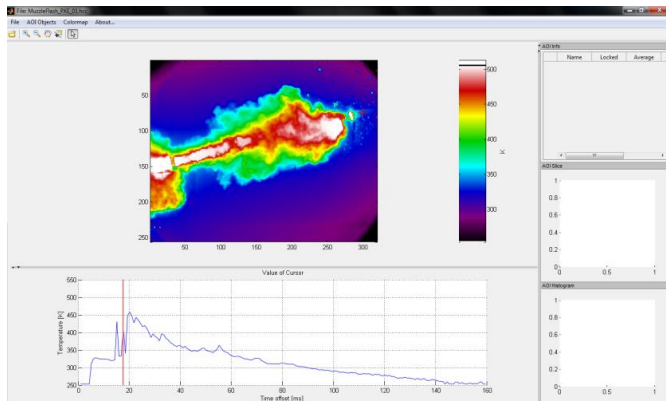 File: MuzzleFlash_PKE_03.hcc
File AOI Objects Colormap About...
AOI Info
Name Locked Average
50
100
150
200
250
50 100 150 200 250 300
500
450
400
350
300
K
AOI Slice
1
0.8
0.6
0.4
0.2
0
0 0.5 1
Value of Cursor
550
500
450
400
350
300
250
Temperature [K]
0 20 40 60 80 100 120 140 160
Time offset [ms]
AOI Histogram
1
0.8
0.6
0.4
0.2
0
0 0.5 1